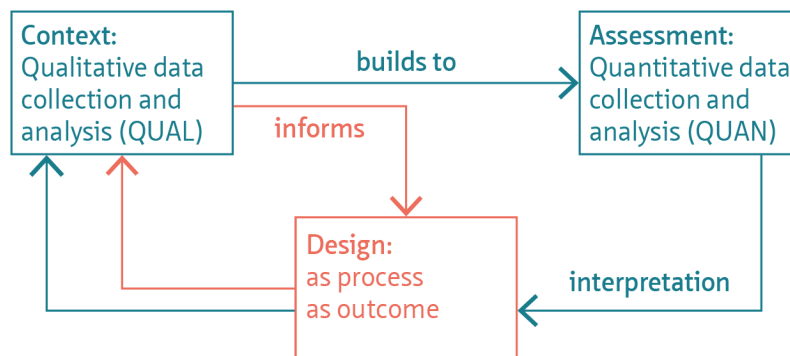 Context:
Qualitative data
collection and
analysis (QUAL)
builds to
informs
Assessment:
Quantitative data
collection and
analysis (QUAN)
Design:
as process
as outcome
interpretation